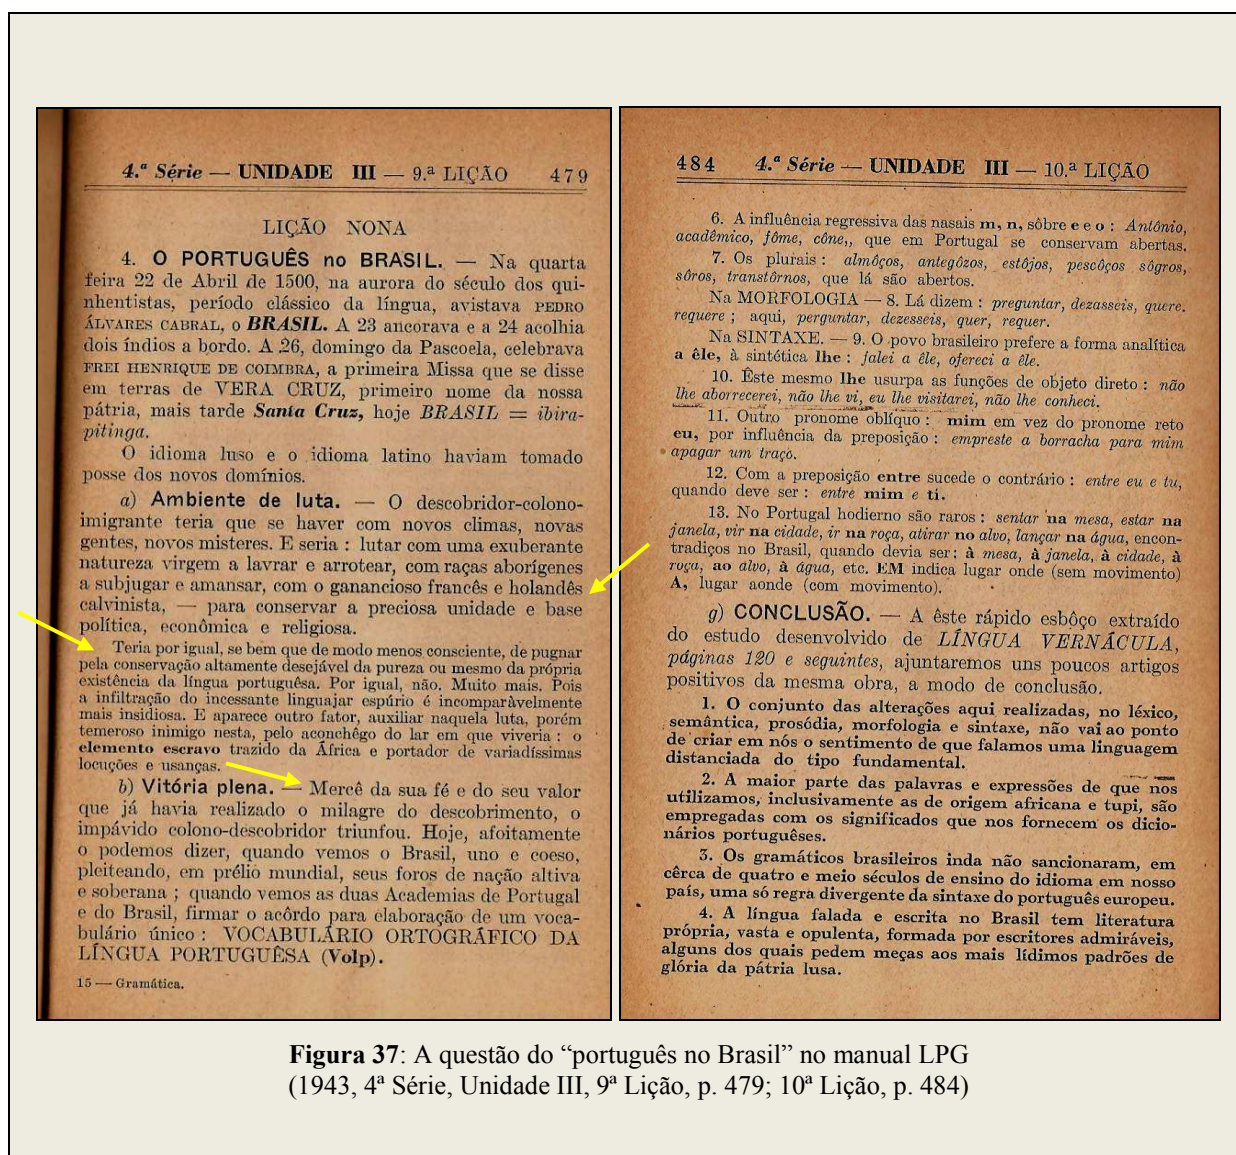 4.ª Série — UNIDADE III — 9.ª LIÇÃO 479
LIÇÃO NONA
4. O PORTUGUÊS no BRASIL. — Na quarta
feira 22 de Abril de 1500, na aurora do século dos qui-
nhentistas, período clássico da língua, avistava PEDRO
ÁLVARES CABRAL, o BRASIL. A 23 ancorava e a 24 acolhia
dois índios a bordo. A 26, domingo da Pascoela, celebrava
FREI HENRIQUE DE COIMBRA, a primeira Missa que se disse
em terras de VERA CRUZ, primeiro nome da nossa
pátria, mais tarde Santa Cruz, hoje BRASIL = ibira-
pitinga.
O idioma luso e o idioma latino haviam tomado
posse dos novos domínios.
a) Ambiente de luta. — O descobridor-colono-
imigrante teria que se haver com novos climas, novas
gentes, novos misteres. E seria : lutar com uma exuberante
natureza virgem a lavrar e arrotear, com raças aborígenes
a subjugar e amansar, com o ganancioso francês e holandês
calvinista, — para conservar a preciosa unidade e base
política, econômica e religiosa.
Teria por igual, se bem que de modo menos consciente, de pugnar
pela conservação altamente desejável da pureza ou mesmo da própria
existência da língua portuguêsa. Por igual, não. Muito mais. Pois
a infiltração do incessante linguajar espúrio é incomparàvelmente
mais insidiosa. E aparece outro fator, auxiliar naquela luta, porém
temeroso inimigo nesta, pelo aconchêgo do lar em que viveria : o
elemento escravo trazido da África e portador de variadíssimas
locuções e usanças.
b) Vitória plena. — Mercê da sua fé e do seu valor
que já havia realizado o milagre do descobrimento, o
impávido colono-descobridor triunfou. Hoje, afoitamente
o podemos dizer, quando vemos o Brasil, uno e coeso,
pleiteando, em prélio mundial, seus foros de nação altiva
e soberana ; quando vemos as duas Academias de Portugal
e do Brasil, firmar o acôrdo para elaboração de um voca-
bulário único : VOCABULÁRIO ORTOGRÁFICO DA
LÍNGUA PORTUGUÊSA (Volp).
15 — Gramática.
484 4.ª Série — UNIDADE III — 10.ª LIÇÃO
6. A influência regressiva das nasais m, n, sôbre e e o : Antônio,
acadêmico, fôme, cône,, que em Portugal se conservam abertas.
7. Os plurais : almôços, antegôzos, estôjos, pescôços sôgros,
sôros, transtôrnos, que lá são abertos.
Na MORFOLOGIA — 8. Lá dizem : preguntar, dezasseis, quere.
requere ; aqui, perguntar, dezesseis, quer, requer.
Na SINTAXE. — 9. O povo brasileiro prefere a forma analítica
a êle, à sintética lhe : falei a êle, ofereci a êle.
10. Êste mesmo lhe usurpa as funções de objeto direto : não
lhe aborrecerei, não lhe vi, eu lhe visitarei, não lhe conheci.
11. Outro pronome oblíquo : mim em vez do pronome reto
eu, por influência da preposição : empreste a borracha para mim
apagar um traço.
12. Com a preposição entre sucede o contrário : entre eu e tu,
quando deve ser : entre mim e ti.
13. No Portugal hodierno são raros : sentar na mesa, estar na
janela, vir na cidade, ir na roça, atirar no alvo, lançar na água, encon-
tradiços no Brasil, quando devia ser : à mesa, à janela, à cidade, à
roça, ao alvo, à água, etc. EM indica lugar onde (sem movimento)
A, lugar aonde (com movimento).
g) CONCLUSÃO. — A êste rápido esbôço extraído
do estudo desenvolvido de LÍNGUA VERNÁCULA,
páginas 120 e seguintes, ajuntaremos uns poucos artigos
positivos da mesma obra, a modo de conclusão.
1. O conjunto das alterações aqui realizadas, no léxico,
semântica, prosódia, morfologia e sintaxe, não vai ao ponto
de criar em nós o sentimento de que falamos uma linguagem
distanciada do tipo fundamental.
2. A maior parte das palavras e expressões de que nos
utilizamos, inclusivamente as de origem africana e tupi, são
empregadas com os significados que nos fornecem os dicio-
nários portuguêses.
3. Os gramáticos brasileiros inda não sancionaram, em
cêrca de quatro e meio séculos de ensino do idioma em nosso
país, uma só regra divergente da sintaxe do português europeu.
4. A língua falada e escrita no Brasil tem literatura
própria, vasta e opulenta, formada por escritores admiráveis,
alguns dos quais pedem meças aos mais lídimos padrões de
glória da pátria lusa.
Figura 37: A questão do “português no Brasil” no manual LPG
(1943, 4ª Série, Unidade III, 9ª Lição, p. 479; 10ª Lição, p. 484)